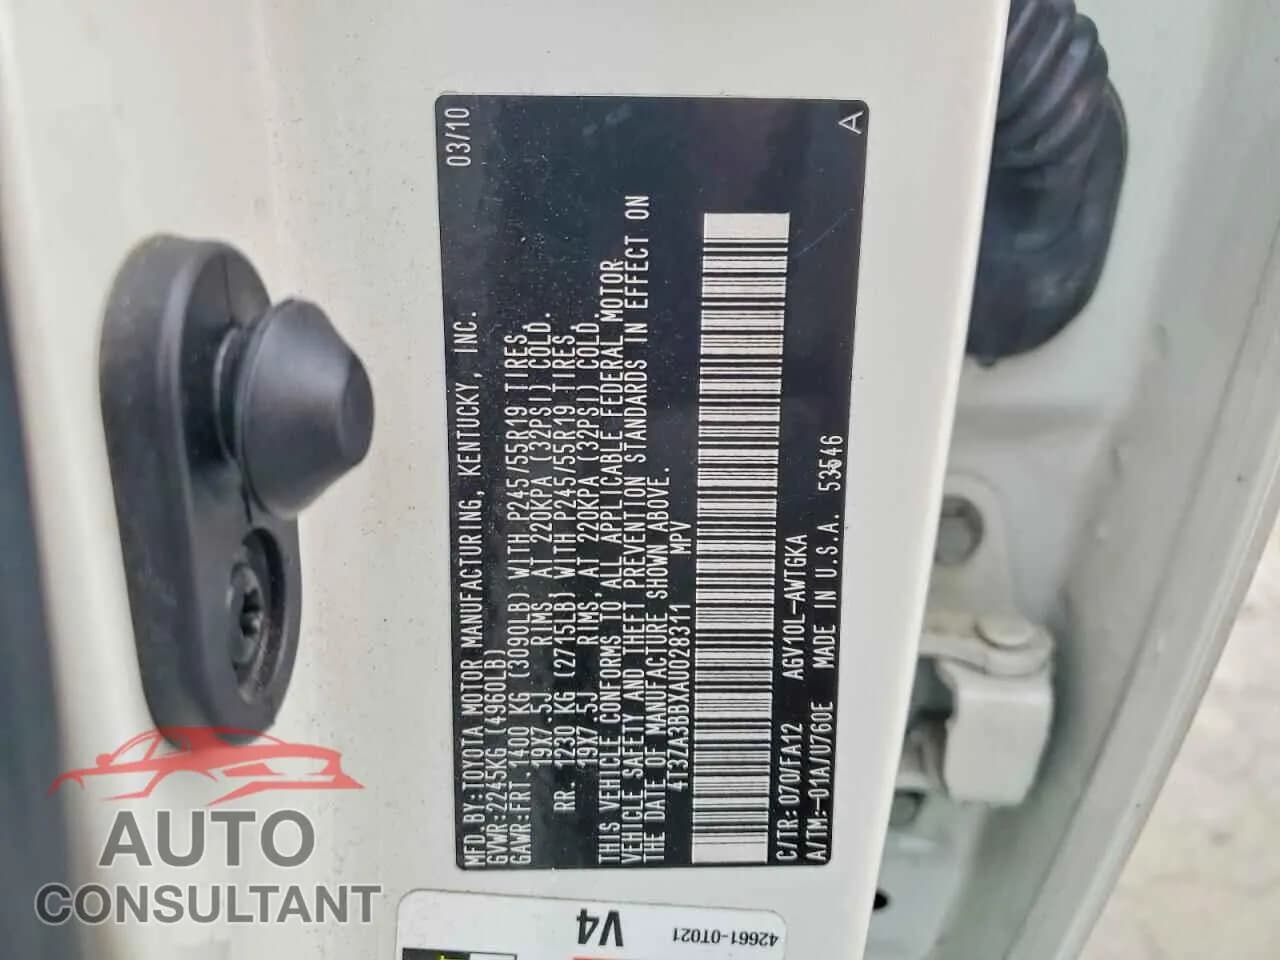 03/10
A
MFD.BY:TOYOTA MOTOR MANUFACTURING, KENTUCKY, INC.
GVWR:2245KG (4960LB)
GAWR:FRT.1400 KG (3090LB) WITH P245/55R19 TIRES,
19X7.5J RIMS, AT 220KPA (32PSI) COLD.
RR. 1230 KG (2715LB) WITH P245/55R19 TIRES
19X7.5J RIMS, AT 220KPA (32PSI) COLD.
THIS VEHICLE CONFORMS TO ALL APPLICABLE FEDERAL MOTOR
VEHICLE SAFETY AND THEFT PREVENTION STANDARDS IN EFFECT ON
THE DATE OF MANUFACTURE SHOWN ABOVE.
4T3ZA3BBXAU028311 MPV
C/TR:070/FA12 AGV10L-AWTGKA
A/TM:-01A/U760E MADE IN U.S.A. 53546
V4
42661-0T021
AUTO
CONSULTANT